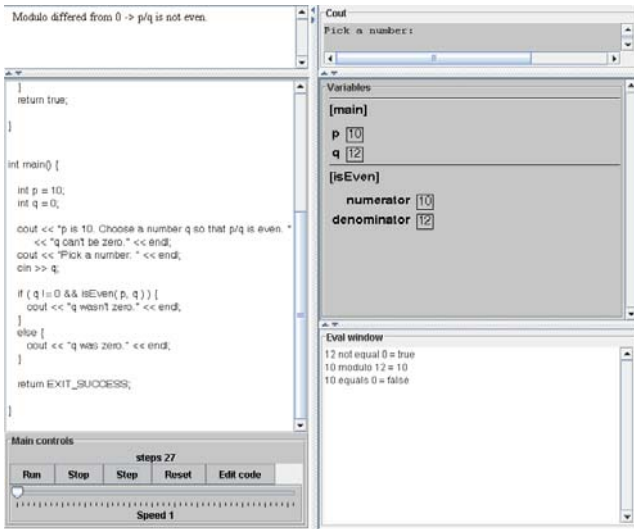 Modulo differed from 0 -> p/q is not even.
}
return true;
}
int main() {
int p = 10;
int q = 0;
cout << "p is 10. Choose a number q so that p/q is even. "
<< "q can't be zero." << endl;
cout << "Pick a number: " << endl;
cin >> q;
if ( q != 0 && isEven( p, q ) ) {
cout << "q wasn't zero." << endl;
}
else {
cout << "q was zero." << endl;
}
return EXIT_SUCCESS;
}
Main controls
steps 27
Run Stop Step Reset Edit code
Speed 1
Cout
Pick a number:
Variables
[main]
p 10
q 12
[isEven]
numerator 10
denominator 12
Eval window
12 not equal 0 = true
10 modulo 12 = 10
10 equals 0 = false